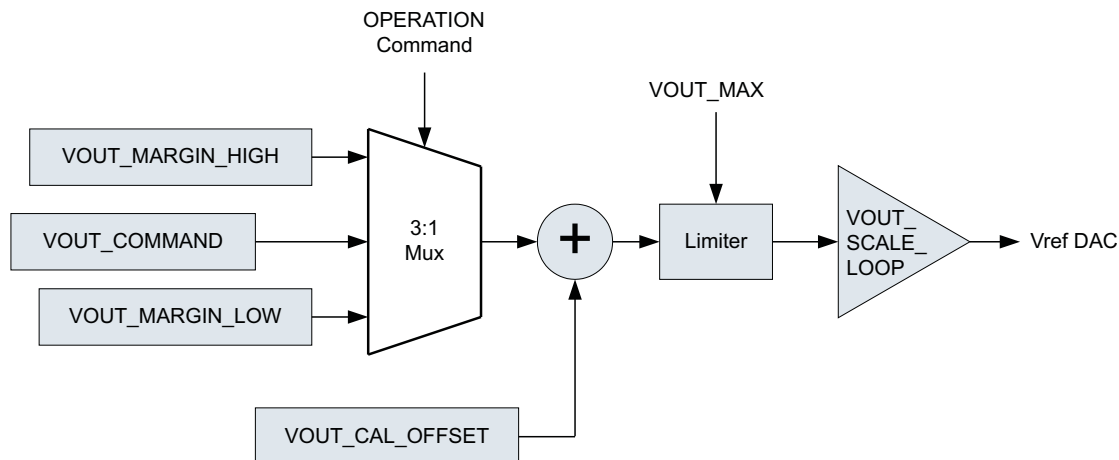 OPERATION
Command
VOUT_MAX
VOUT_MARGIN_HIGH
VOUT_COMMAND
VOUT_MARGIN_LOW
3:1
Mux
+
Limiter
VOUT_
SCALE_
LOOP
Vref DAC
VOUT_CAL_OFFSET